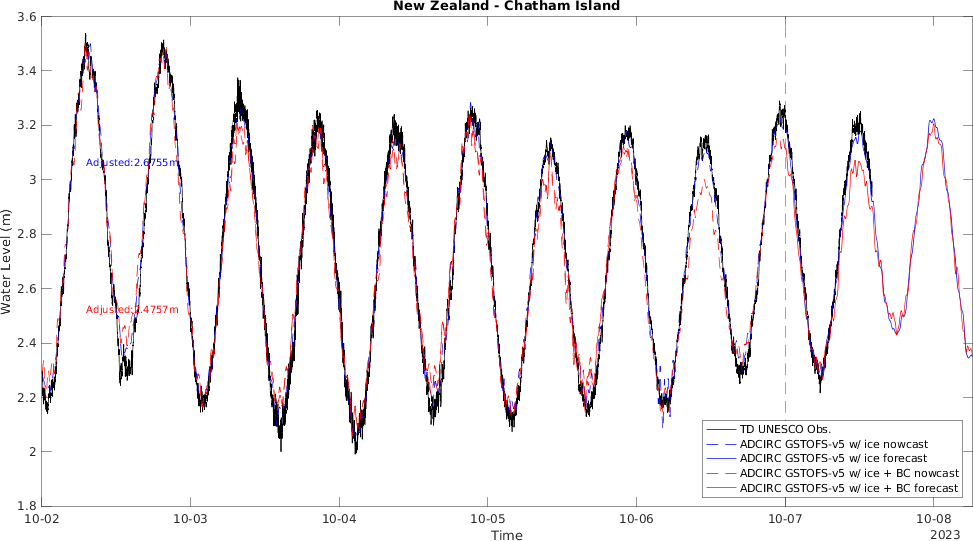 New Zealand - Chatham Island
Water Level (m)
3.6
3.4
3.2
3
2.8
2.6
2.4
2.2
2
1.8
Adjusted:2.6755m
Adjusted:2.4757m
TD UNESCO Obs.
ADCIRC GSTOFS-v5 w/ ice nowcast
ADCIRC GSTOFS-v5 w/ ice forecast
ADCIRC GSTOFS-v5 w/ ice + BC nowcast
ADCIRC GSTOFS-v5 w/ ice + BC forecast
10-02 10-03 10-04 10-05 10-06 10-07 10-08
Time
2023